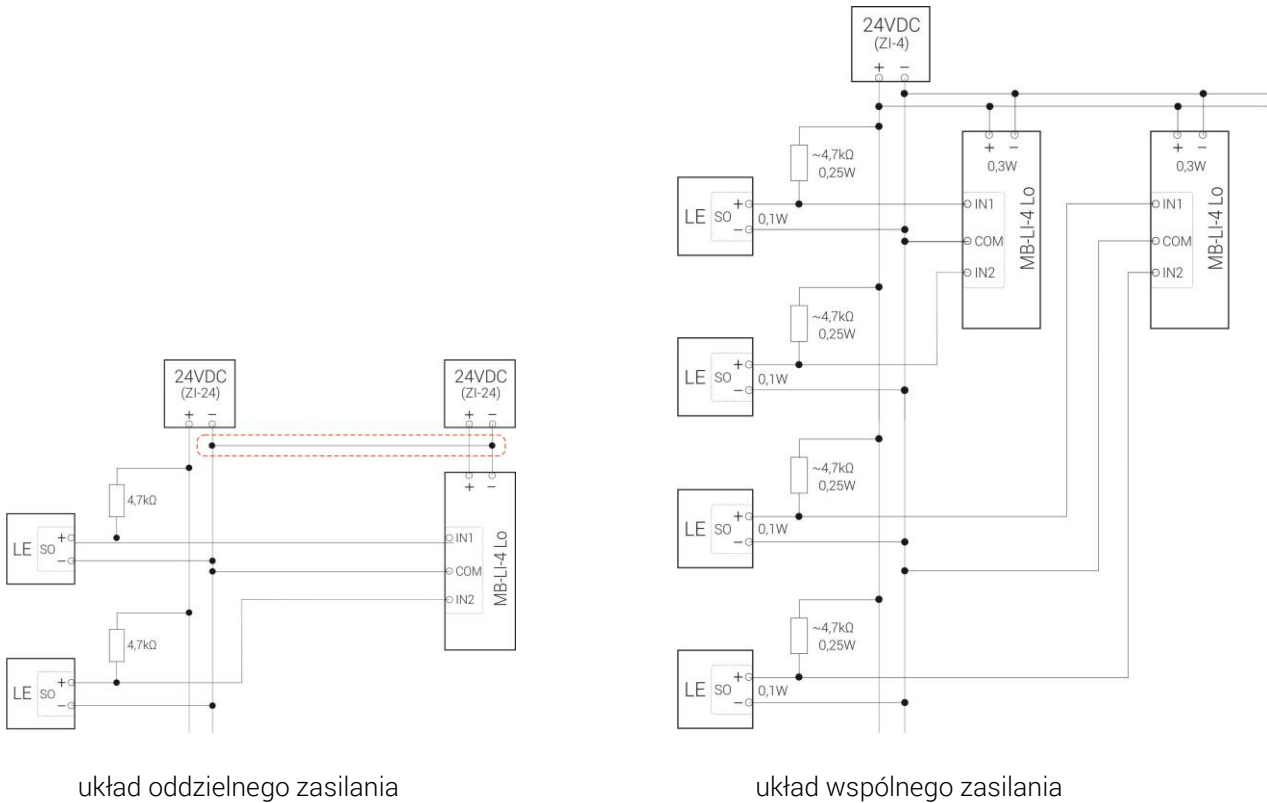 24VDC
(ZI-24)
+ −
24VDC
(ZI-24)
+ −
+ −
4,7kΩ
LE SO +
−
IN1
COM
IN2
MB-LI-4 Lo
4,7kΩ
LE SO +
−
układ oddzielnego zasilania
24VDC
(ZI-4)
+ −
+ −
0,3W
IN1
COM
IN2
MB-LI-4 Lo
+ −
0,3W
IN1
COM
IN2
MB-LI-4 Lo
~4,7kΩ
0,25W
LE SO +
−
0,1W
~4,7kΩ
0,25W
LE SO +
−
0,1W
~4,7kΩ
0,25W
LE SO +
−
0,1W
~4,7kΩ
0,25W
LE SO +
−
0,1W
układ wspólnego zasilania